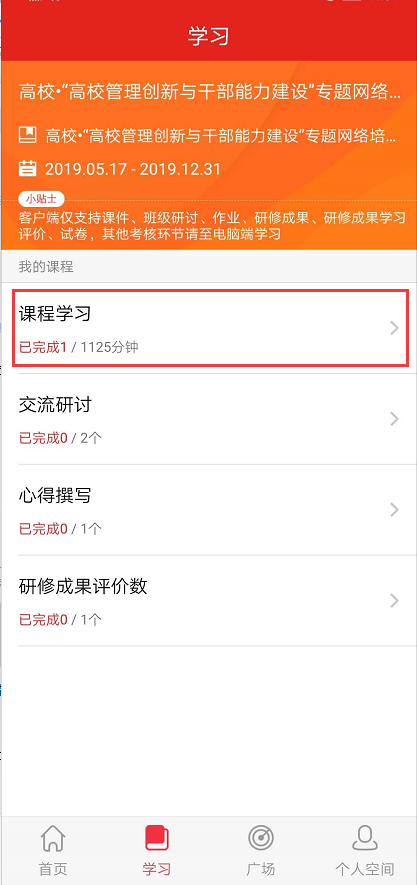 学习
高校•“高校管理创新与干部能力建设”专题网络...
高校•“高校管理创新与干部能力建设”专题网络培...
2019.05.17 - 2019.12.31
小贴士
客户端仅支持课件、班级研讨、作业、研修成果、研修成果学习
评价、试卷，其他考核环节请至电脑端学习
我的课程
课程学习
已完成1 / 1125分钟
交流研讨
已完成0 / 2个
心得撰写
已完成0 / 1个
研修成果评价数
已完成0 / 1个
首页 学习 广场 个人空间